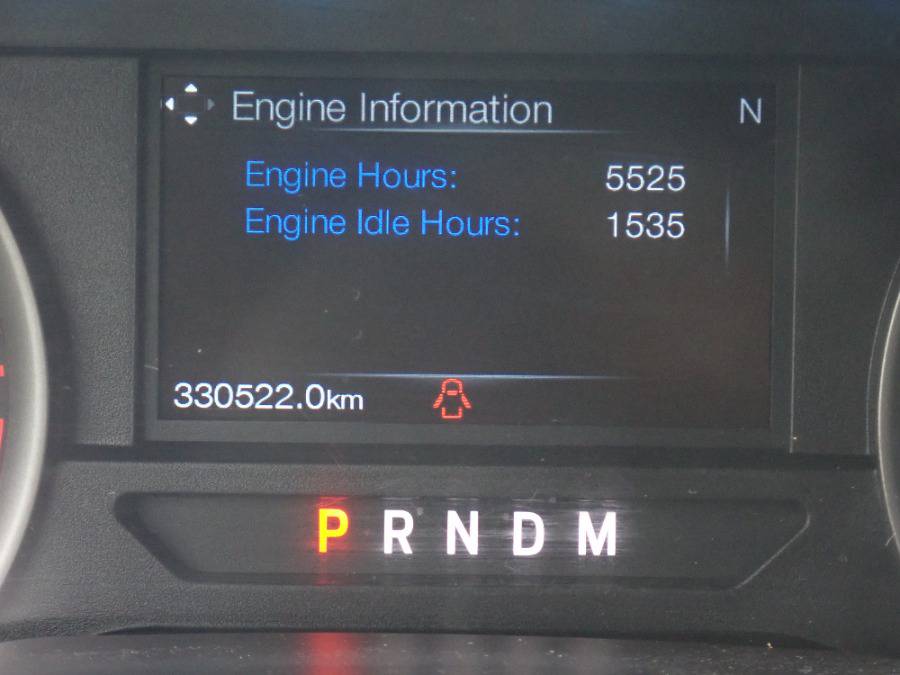 Engine Information N
Engine Hours: 5525
Engine Idle Hours: 1535
330522.0km
P R N D M